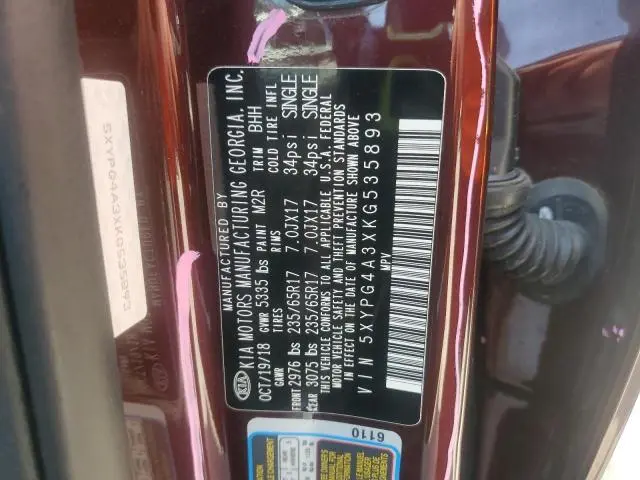 MANUFACTURED BY
KIA KIA MOTORS MANUFACTURING GEORGIA, INC.
OCT/19/18 GVWR 5335 lbs PAINT M2R TRIM BHH
GAWR TIRES RIMS COLD TIRE INFL
FRONT 2976 lbs 235/65R17 7.0JX17 34psi SINGLE
REAR 3075 lbs 235/65R17 7.0JX17 34psi SINGLE
THIS VEHICLE CONFORMS TO ALL APPLICABLE U.S.A. FEDERAL
MOTOR VEHICLE SAFETY AND THEFT PREVENTION STANDARDS
IN EFFECT ON THE DATE OF MANUFACTURE SHOWN ABOVE
VIN 5XYPG4A3XKG535893
MPV
6110